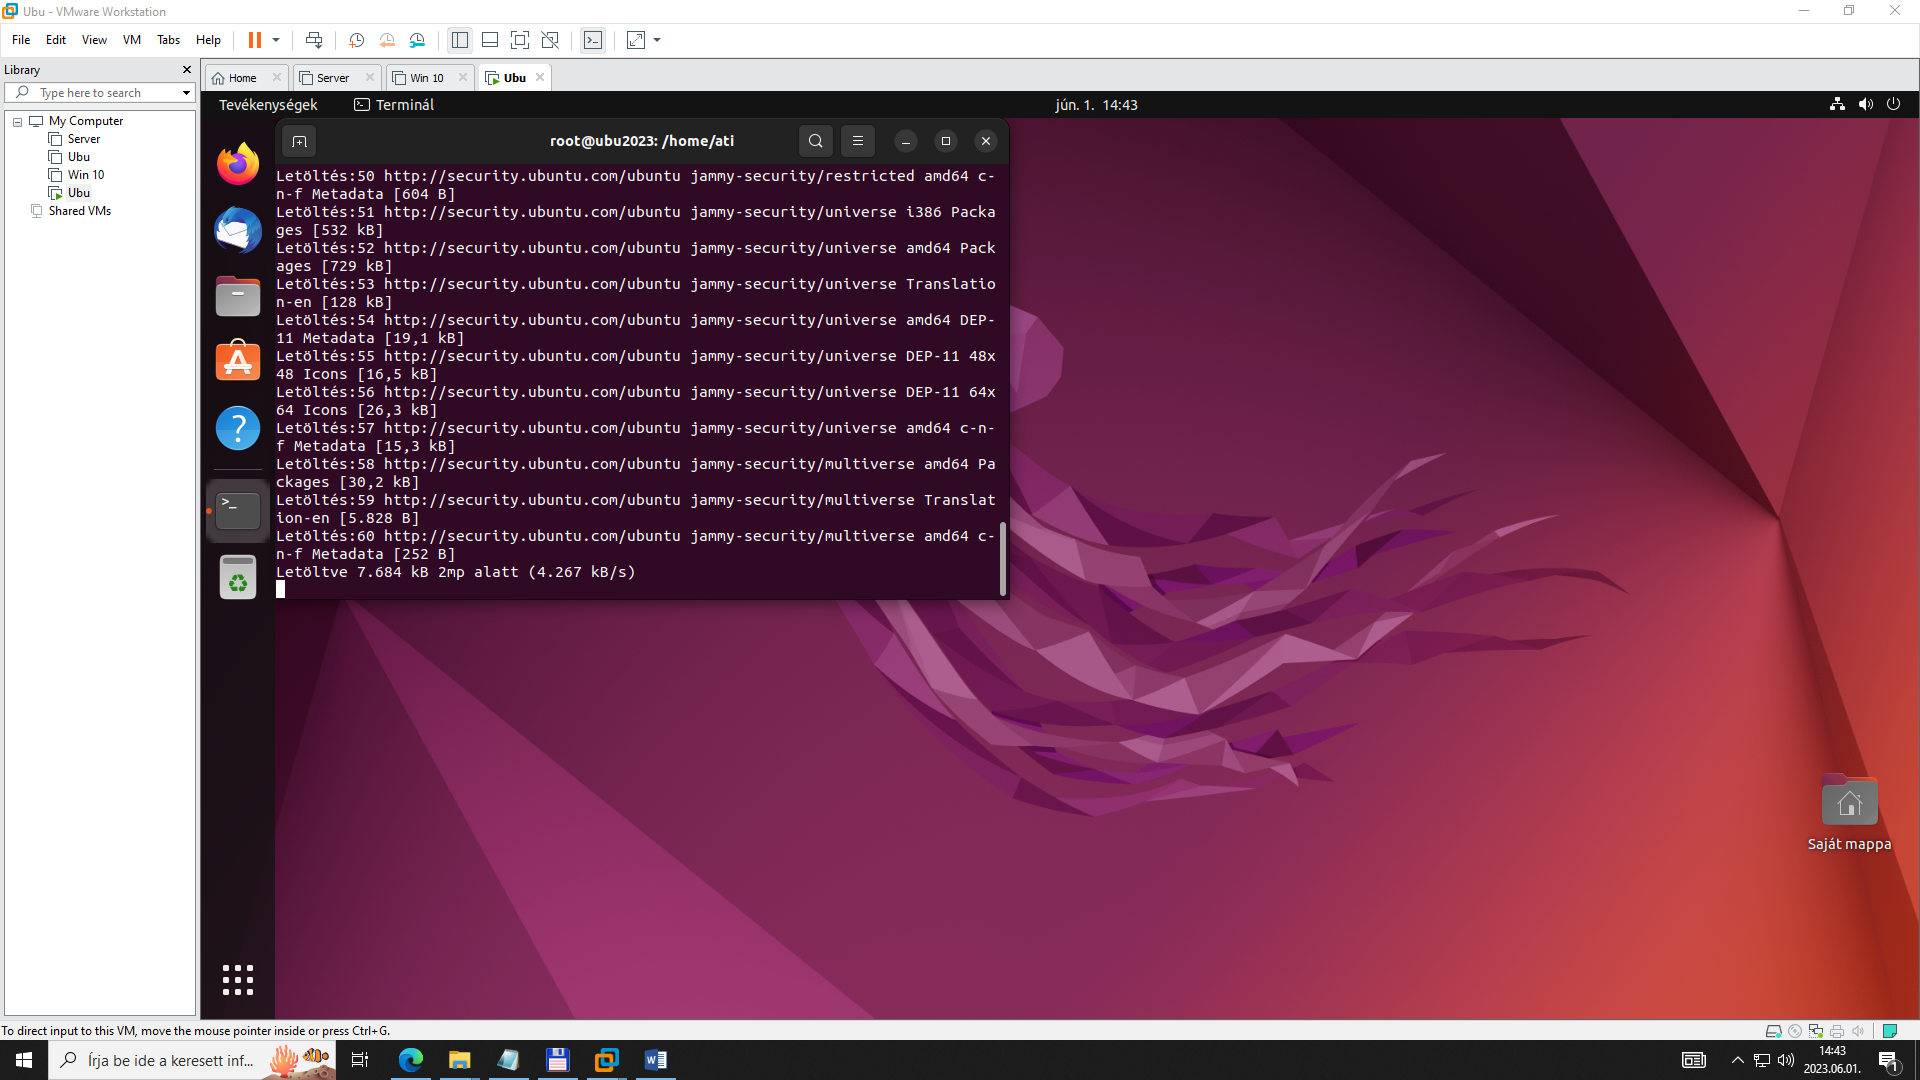 Ubu - VMware Workstation
File Edit View VM Tabs Help
Library
Home Server Win 10 Ubu
Type here to search
My Computer
Server
Ubu
Win 10
Ubu
Shared VMs
Tevékenységek Terminál jún. 1. 14:43
root@ubu2023: /home/ati
Letöltés:50 http://security.ubuntu.com/ubuntu jammy-security/restricted amd64 c-
n-f Metadata [604 B]
Letöltés:51 http://security.ubuntu.com/ubuntu jammy-security/universe i386 Packa
ges [532 kB]
Letöltés:52 http://security.ubuntu.com/ubuntu jammy-security/universe amd64 Pack
ages [729 kB]
Letöltés:53 http://security.ubuntu.com/ubuntu jammy-security/universe Translatio
n-en [128 kB]
Letöltés:54 http://security.ubuntu.com/ubuntu jammy-security/universe amd64 DEP-
11 Metadata [19,1 kB]
Letöltés:55 http://security.ubuntu.com/ubuntu jammy-security/universe DEP-11 48x
48 Icons [16,5 kB]
Letöltés:56 http://security.ubuntu.com/ubuntu jammy-security/universe DEP-11 64x
64 Icons [26,3 kB]
Letöltés:57 http://security.ubuntu.com/ubuntu jammy-security/universe amd64 c-n-
f Metadata [15,3 kB]
Letöltés:58 http://security.ubuntu.com/ubuntu jammy-security/multiverse amd64 Pa
ckages [30,2 kB]
Letöltés:59 http://security.ubuntu.com/ubuntu jammy-security/multiverse Translat
ion-en [5.828 B]
Letöltés:60 http://security.ubuntu.com/ubuntu jammy-security/multiverse amd64 c-
n-f Metadata [252 B]
Letöltve 7.684 kB 2mp alatt (4.267 kB/s)
Saját mappa
To direct input to this VM, move the mouse pointer inside or press Ctrl+G.
Írja be ide a keresett inf...
14:43
2023.06.01.
1